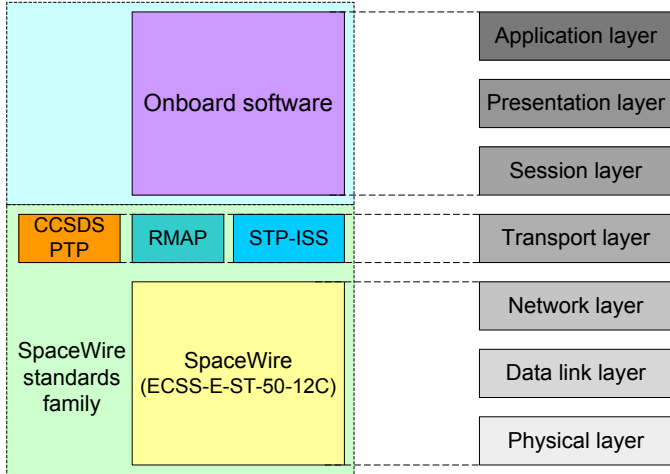 Onboard software
CCSDS
PTP
RMAP
STP-ISS
SpaceWire
standards
family
SpaceWire
(ECSS-E-ST-50-12C)
Application layer
Presentation layer
Session layer
Transport layer
Network layer
Data link layer
Physical layer